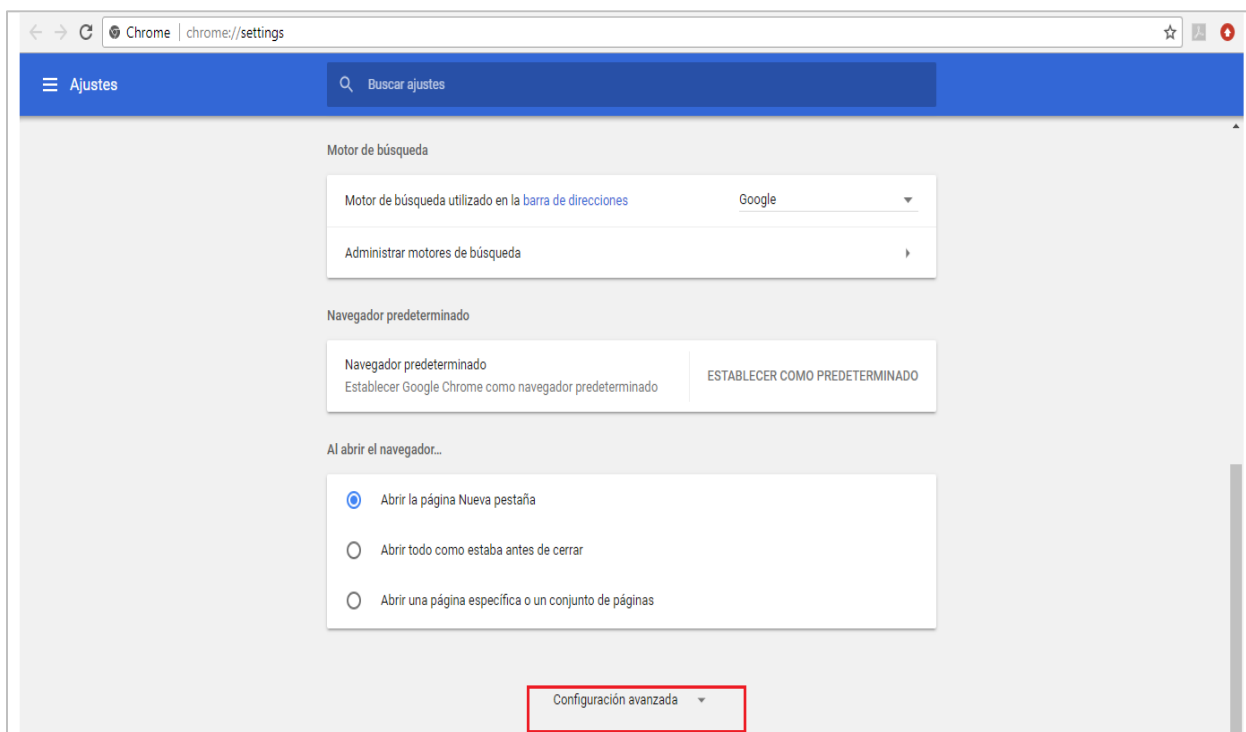 Chrome | chrome://settings
Ajustes
Buscar ajustes
Motor de búsqueda
Motor de búsqueda utilizado en la barra de direcciones
Google
Administrar motores de búsqueda
Navegador predeterminado
Navegador predeterminado
Establecer Google Chrome como navegador predeterminado
ESTABLECER COMO PREDETERMINADO
Al abrir el navegador...
Abrir la página Nueva pestaña
Abrir todo como estaba antes de cerrar
Abrir una página específica o un conjunto de páginas
Configuración avanzada